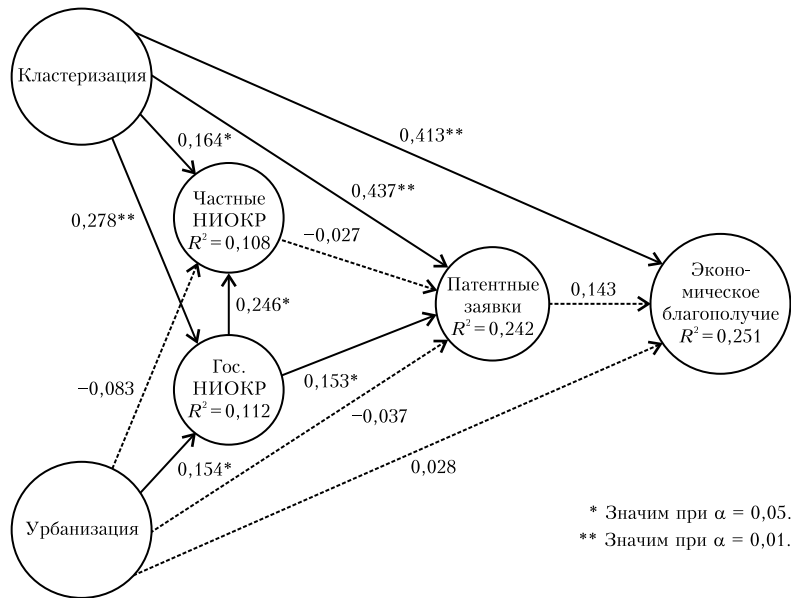 Кластеризация
0,413**
0,164*
Частные
НИОКР
R² = 0,108
0,437**
0,278**
−0,027
Эконо-
мическое
благополучие
R² = 0,251
Патентные
заявки
R² = 0,242
0,143
0,246*
Гос.
НИОКР
R² = 0,112
0,153*
−0,083
−0,037
0,154*
0,028
Урбанизация
* Значим при α = 0,05.
** Значим при α = 0,01.